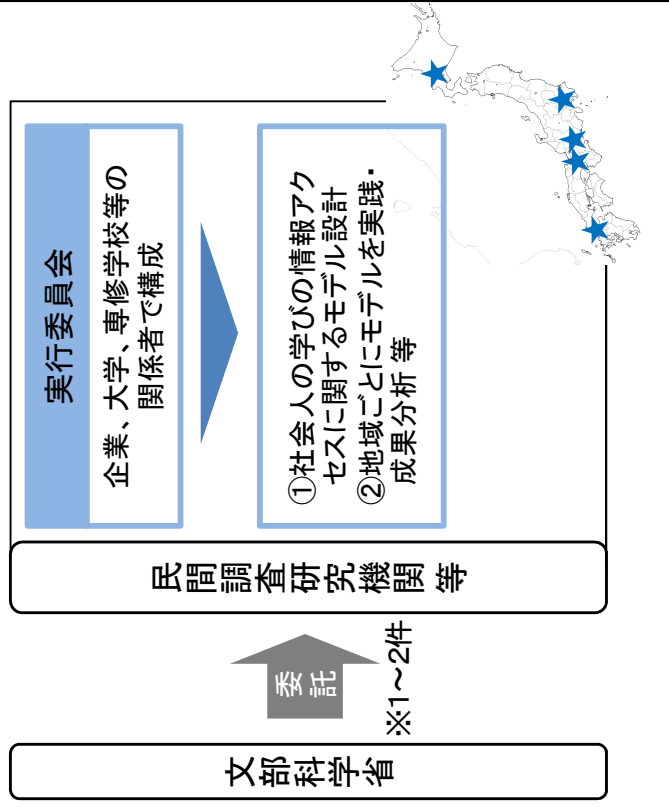 文部科学省
委託
※1～2件
民間調査研究機関 等
実行委員会
企業、大学、専修学校等の
関係者で構成
①社会人の学びの情報アク
セスに関するモデル設計
②地域ごとにモデルを実践・
成果分析 等